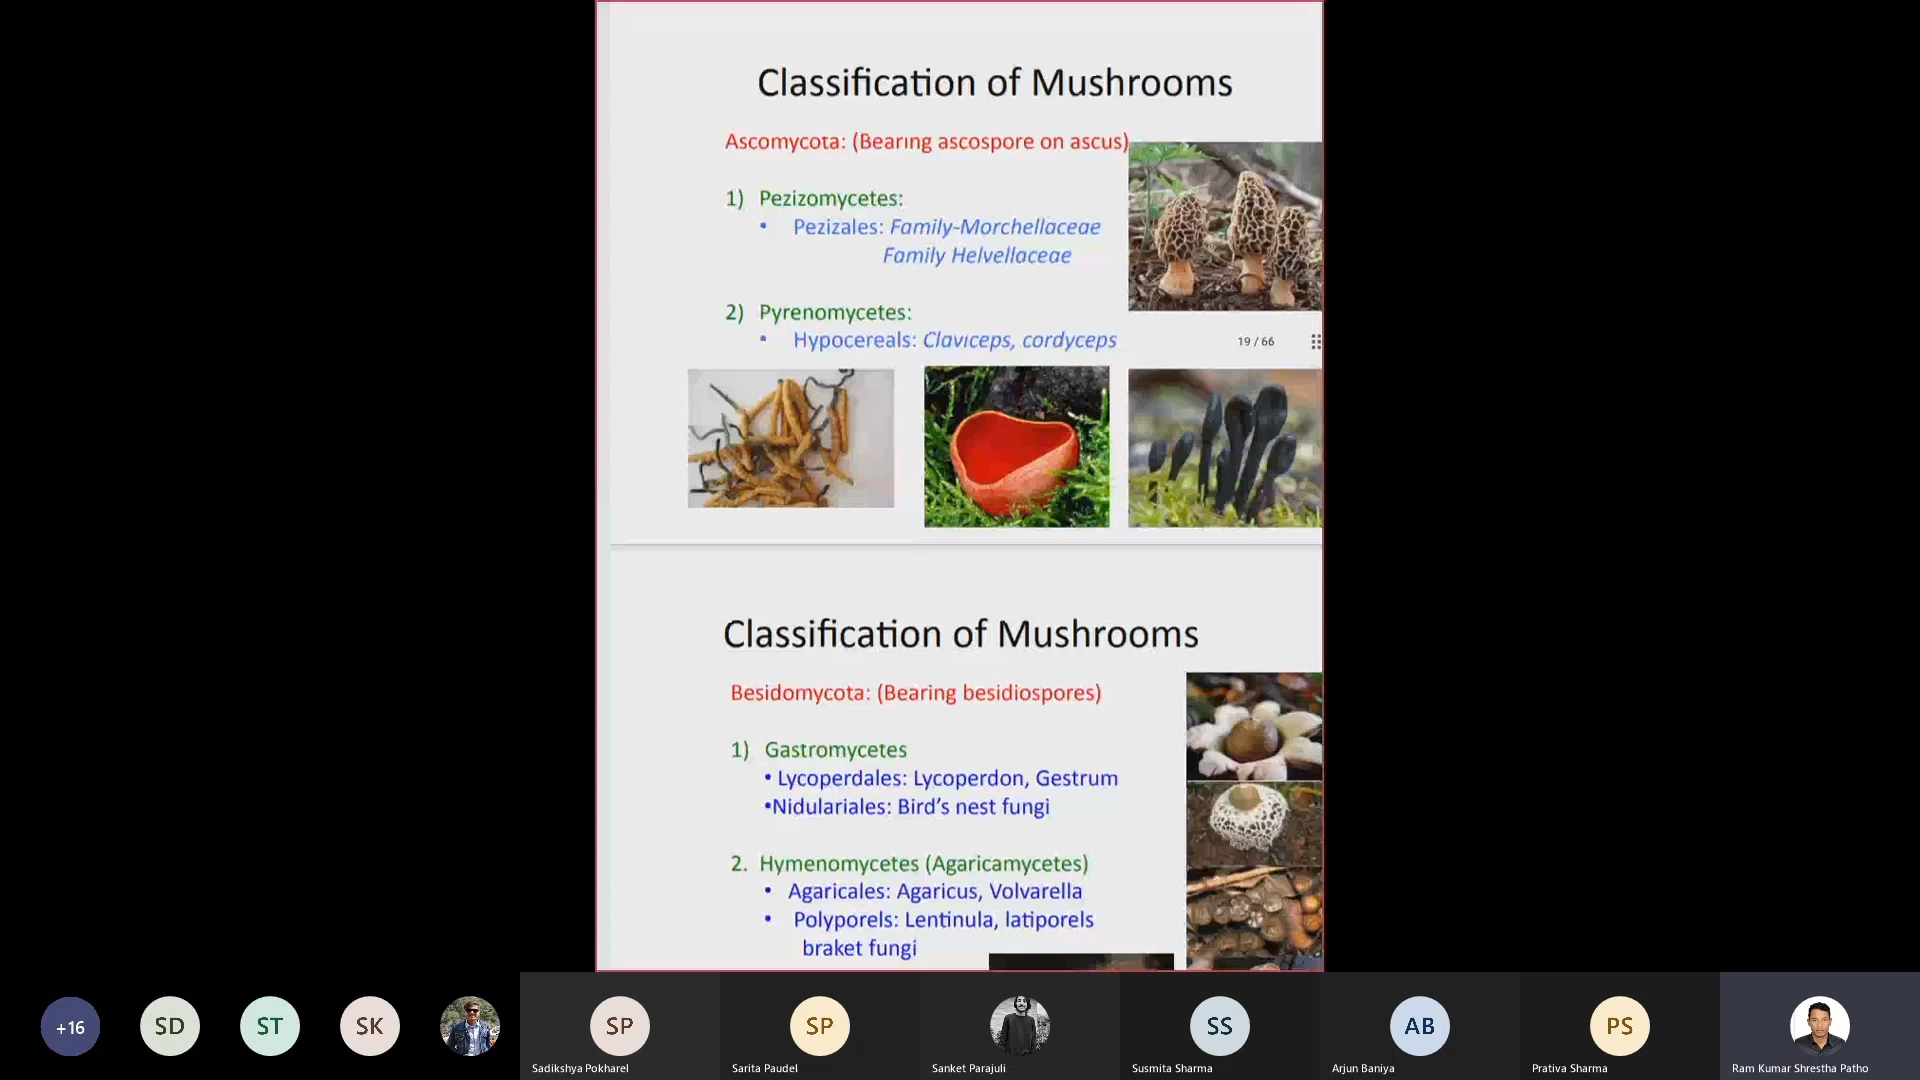 Classification of Mushrooms
Ascomycota: (Bearing ascospore on ascus)
1) Pezizomycetes:
• Pezizales: Family-Morchellaceae
Family Helvellaceae
2) Pyrenomycetes:
• Hypocereals: Claviceps, cordyceps
19 / 66
Classification of Mushrooms
Besidomycota: (Bearing besidiospores)
1) Gastromycetes
• Lycoperdales: Lycoperdon, Gestrum
•Nidulariales: Bird’s nest fungi
2. Hymenomycetes (Agaricamycetes)
• Agaricales: Agaricus, Volvarella
• Polyporels: Lentinula, latiporels
braket fungi
+16
SD
ST
SK
SP
SP
SS
AB
PS
Sadikshya Pokharel
Sarita Paudel
Sanket Parajuli
Susmita Sharma
Arjun Baniya
Prativa Sharma
Ram Kumar Shrestha Patho